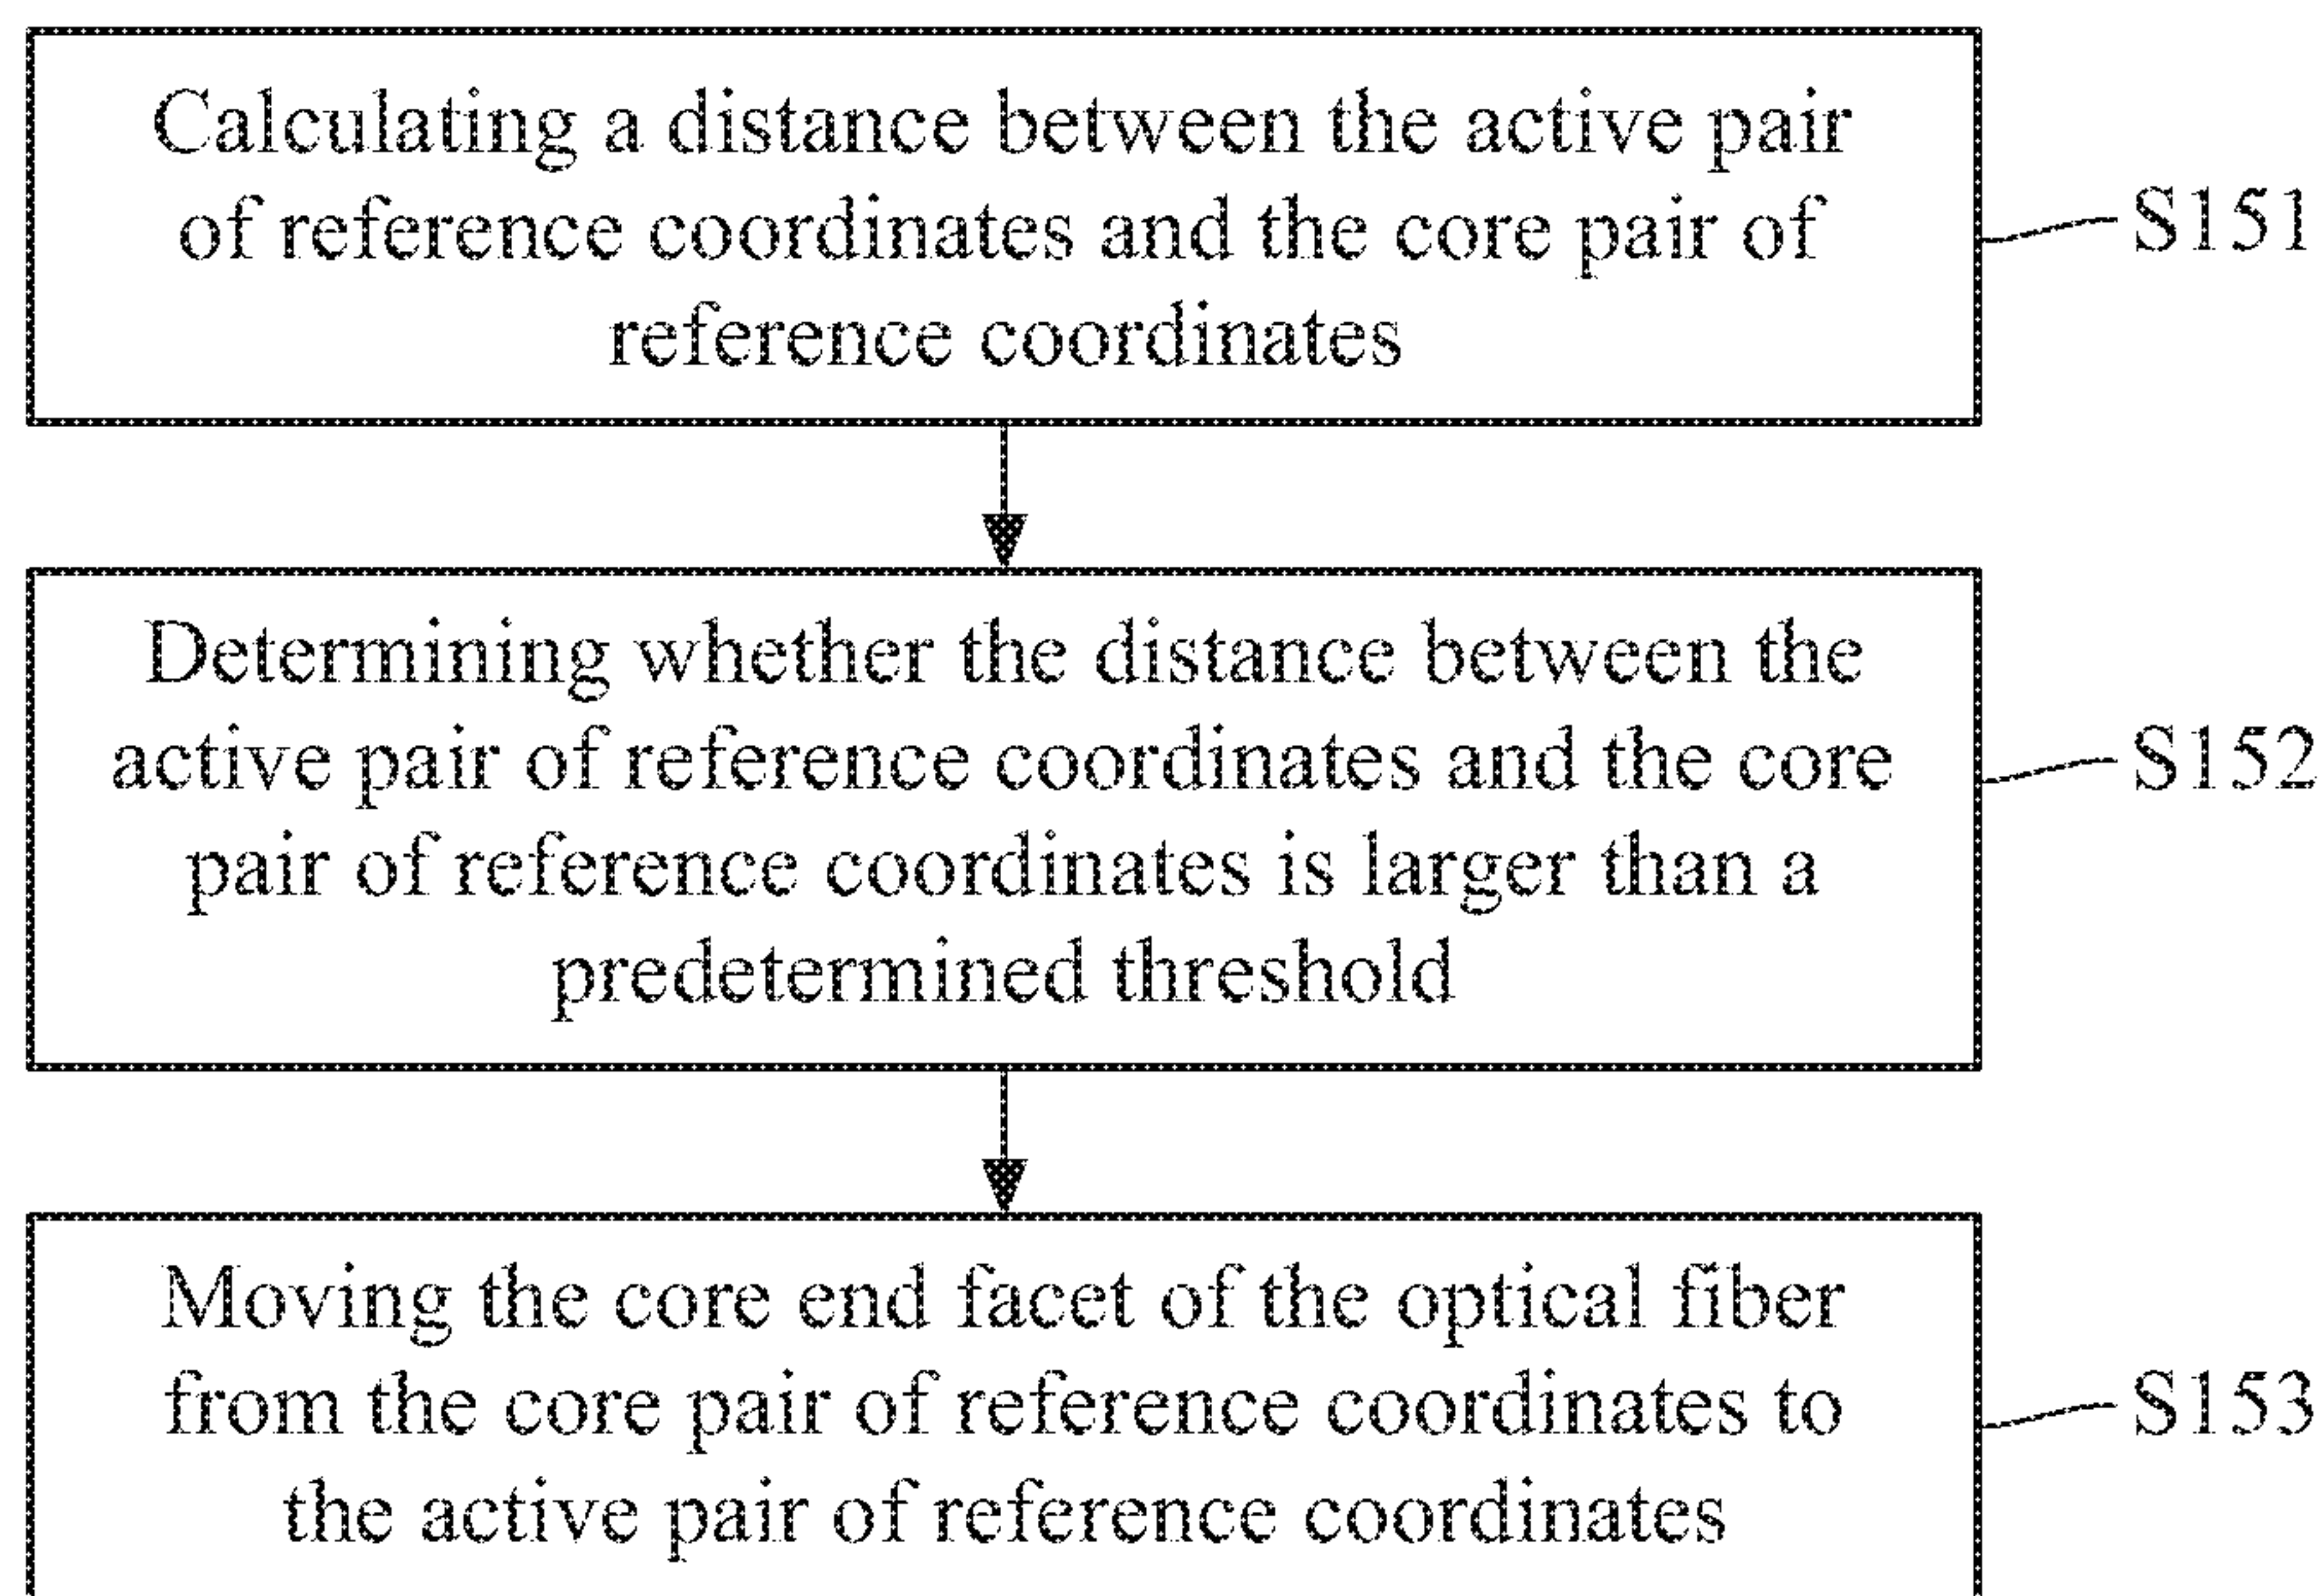 Calculating a distance between the active pair
of reference coordinates and the core pair of
reference coordinates
S151
Determining whether the distance between the
active pair of reference coordinates and the core
pair of reference coordinates is larger than a
predetermined threshold
S152
Moving the core end facet of the optical fiber
from the core pair of reference coordinates to
the active pair of reference coordinates
S153